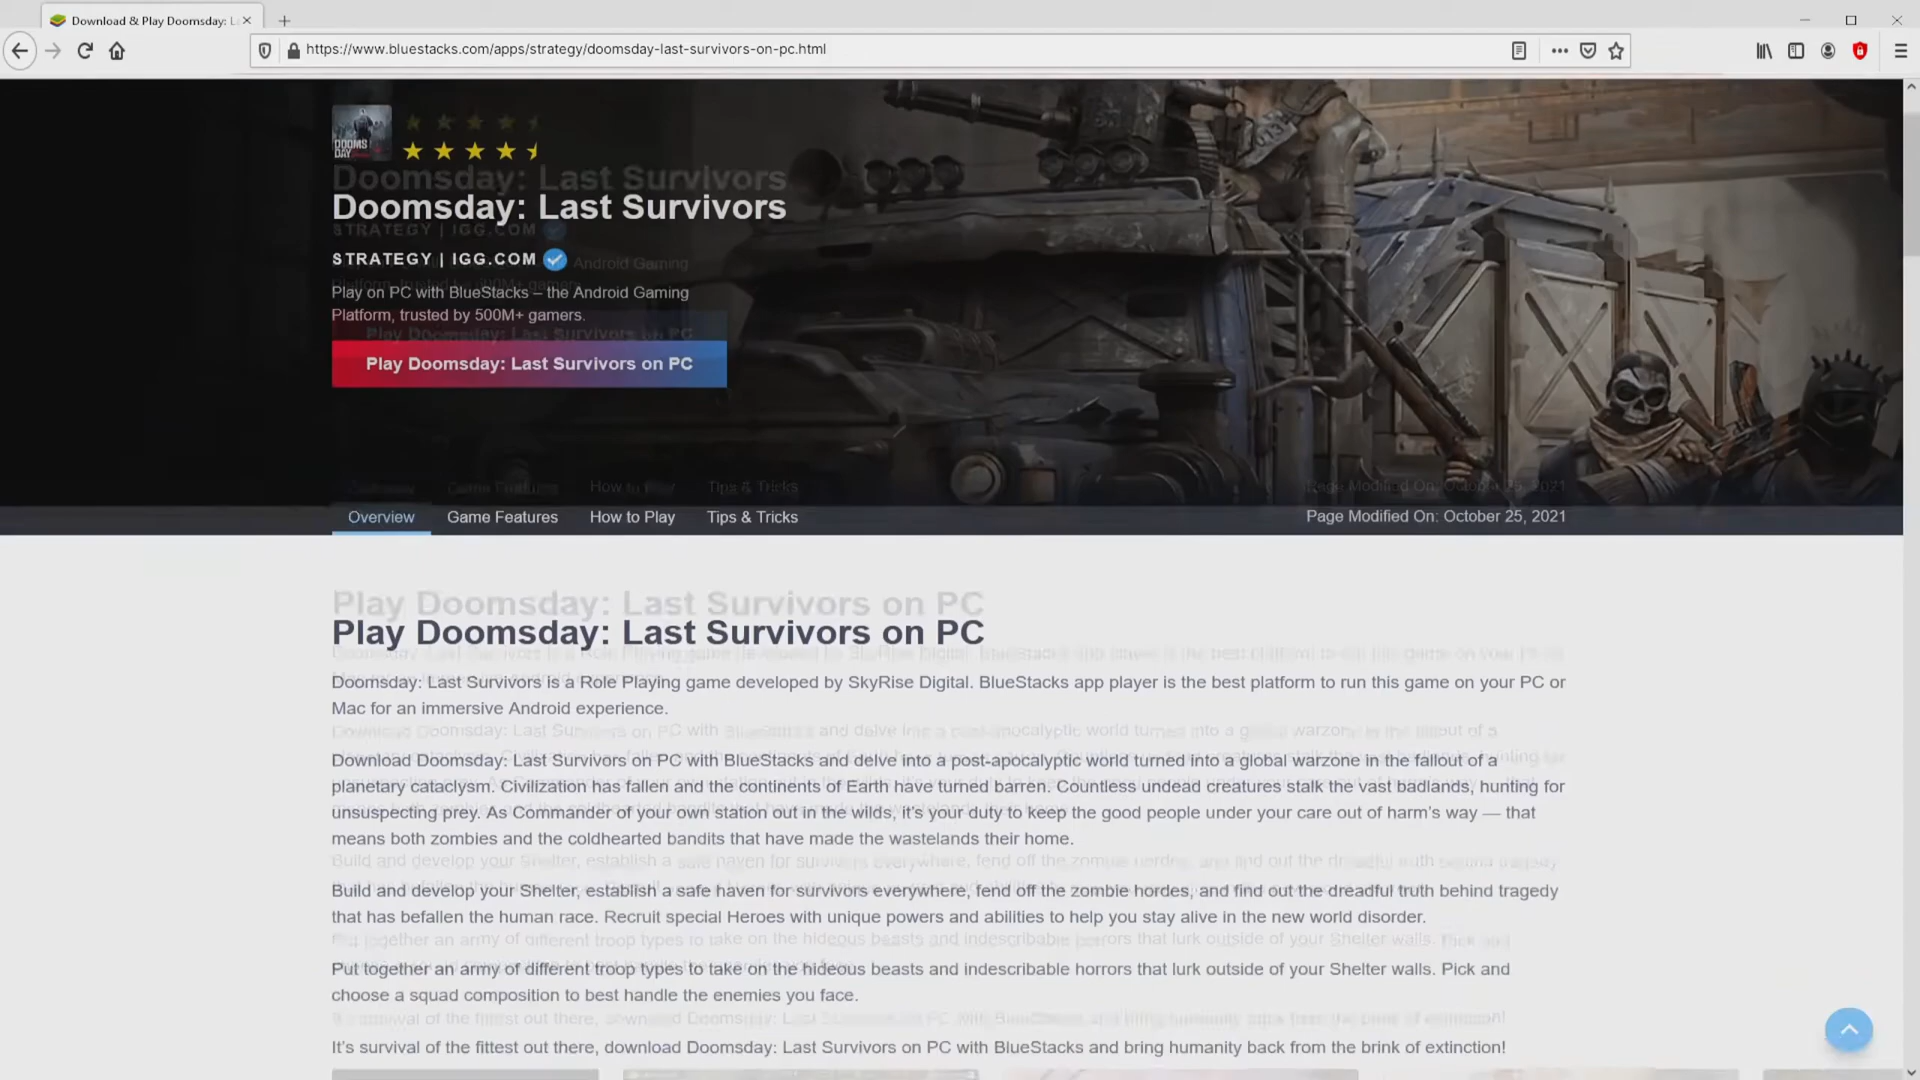 Download & Play Doomsday: L
https://www.bluestacks.com/apps/strategy/doomsday-last-survivors-on-pc.html
DOOMS
DAY
Doomsday: Last Survivors
STRATEGY | IGG.COM
Play on PC with BlueStacks – the Android Gaming
Platform, trusted by 500M+ gamers.
Play Doomsday: Last Survivors on PC
Overview Game Features How to Play Tips & Tricks Page Modified On: October 25, 2021
Play Doomsday: Last Survivors on PC
Doomsday: Last Survivors is a Role Playing game developed by SkyRise Digital. BlueStacks app player is the best platform to run this game on your PC or
Mac for an immersive Android experience.
Download Doomsday: Last Survivors on PC with BlueStacks and delve into a post-apocalyptic world turned into a global warzone in the fallout of a
planetary cataclysm. Civilization has fallen and the continents of Earth have turned barren. Countless undead creatures stalk the vast badlands, hunting for
unsuspecting prey. As Commander of your own station out in the wilds, it's your duty to keep the good people under your care out of harm's way — that
means both zombies and the coldhearted bandits that have made the wastelands their home.
Build and develop your Shelter, establish a safe haven for survivors everywhere, fend off the zombie hordes, and find out the dreadful truth behind tragedy
that has befallen the human race. Recruit special Heroes with unique powers and abilities to help you stay alive in the new world disorder.
Put together an army of different troop types to take on the hideous beasts and indescribable horrors that lurk outside of your Shelter walls. Pick and
choose a squad composition to best handle the enemies you face.
It's survival of the fittest out there, download Doomsday: Last Survivors on PC with BlueStacks and bring humanity back from the brink of extinction!